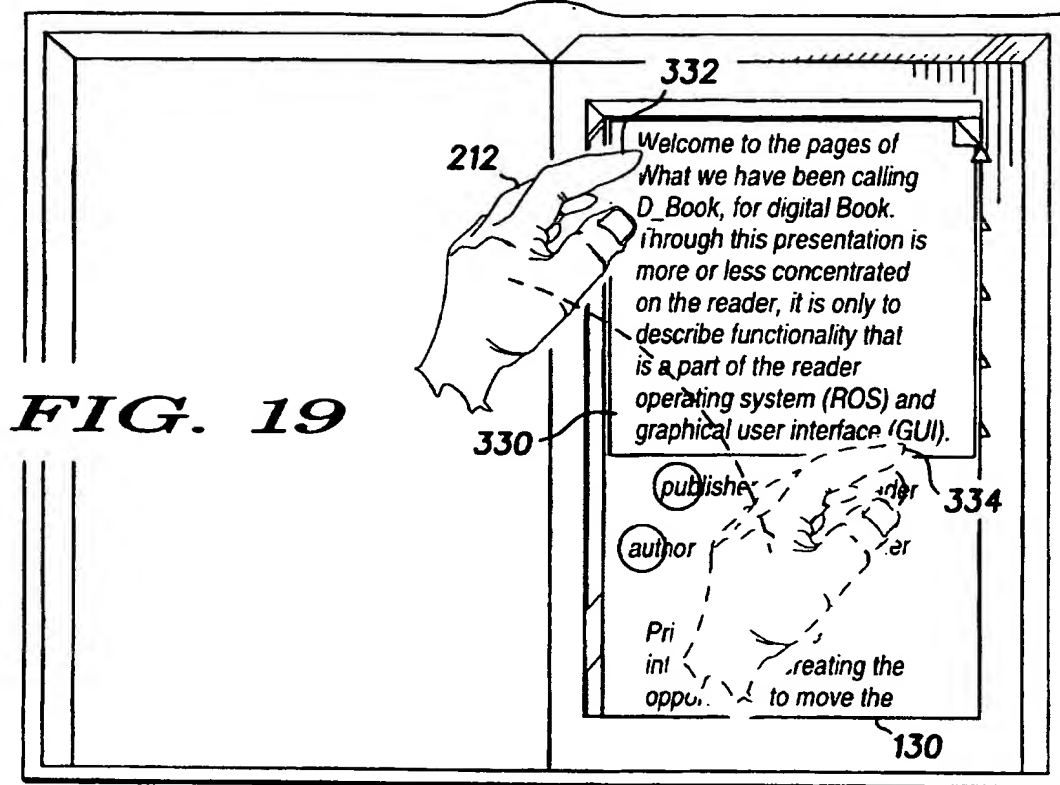 332
212
Welcome to the pages of
What we have been calling
D_Book, for digital Book.
Through this presentation is
more or less concentrated
on the reader, it is only to
describe functionality that
is a part of the reader
operating system (ROS) and
graphical user interface (GUI).
FIG. 19
330
334
author
to move the
130